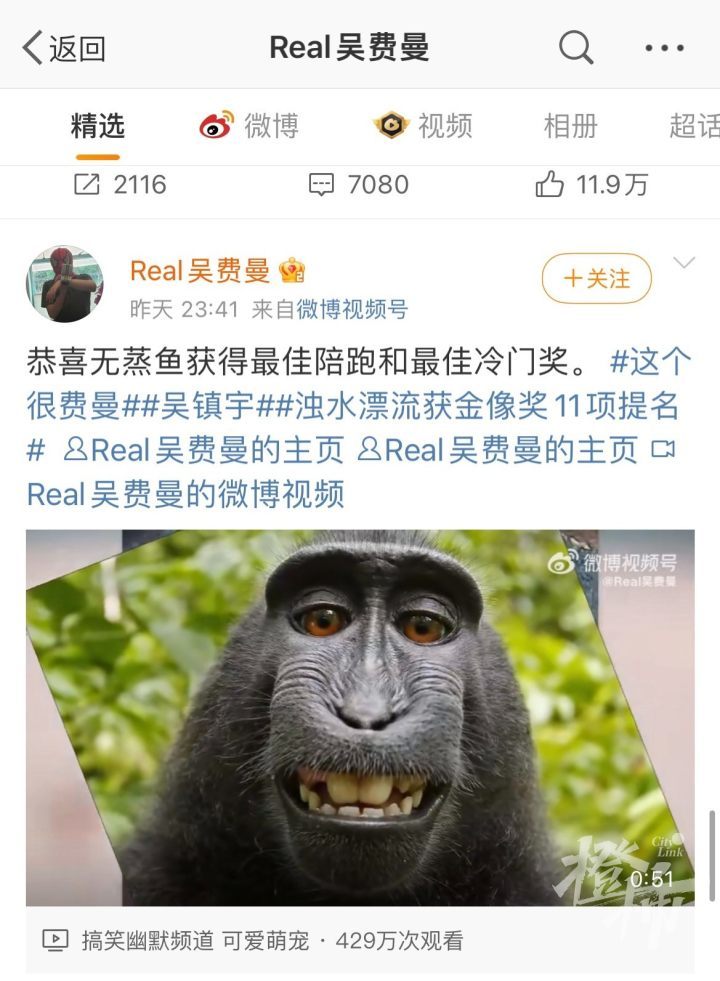 返回
Real吴费曼
精选
微博
视频
相册
超话
2116
7080
11.9万
Real吴费曼
+关注
昨天 23:41 来自微博视频号
恭喜无蒸鱼获得最佳陪跑和最佳冷门奖。#这个
很费曼##吴镇宇##浊水漂流获金像奖11项提名
# Real吴费曼的主页 Real吴费曼的主页
Real吴费曼的微博视频
微博视频号
@Real吴费曼
City Link
橙柿
0:51
搞笑幽默频道 可爱萌宠 · 429万次观看